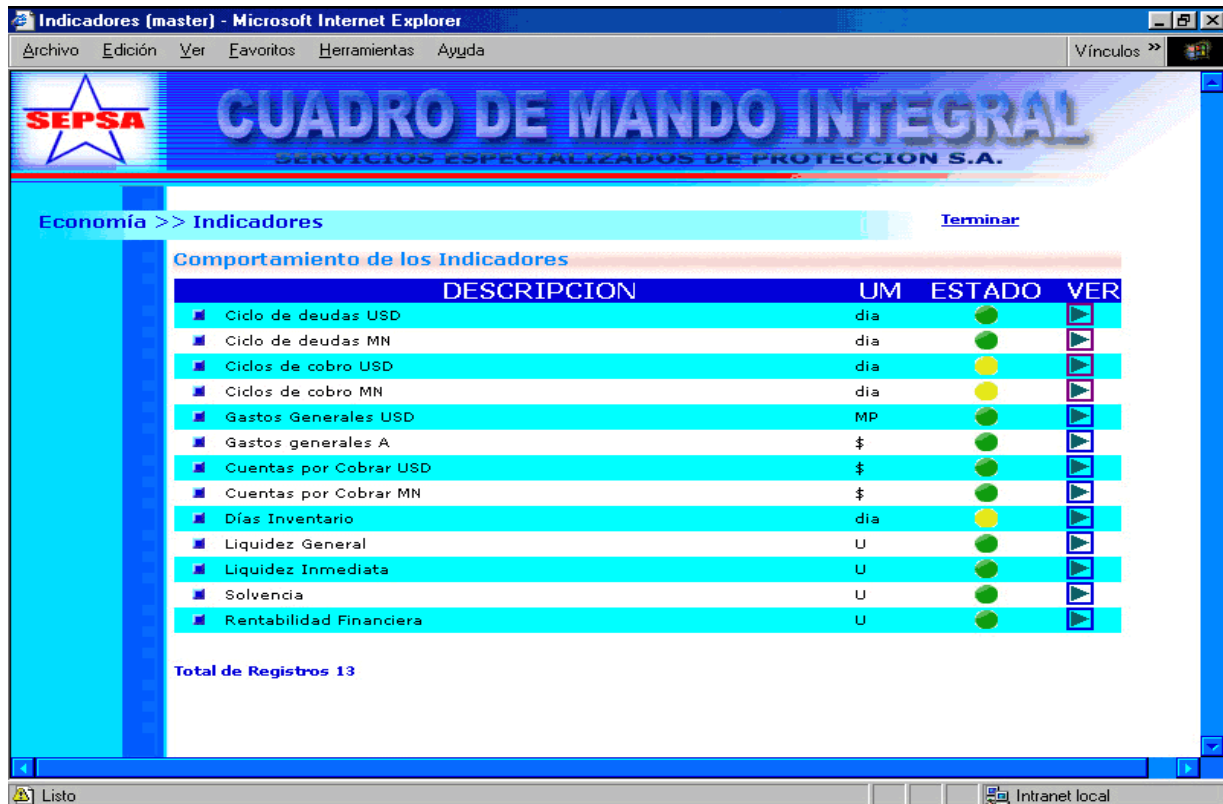 Indicadores (master) - Microsoft Internet Explorer
Archivo Edición Ver Favoritos Herramientas Ayuda Vínculos »
SEPSA
CUADRO DE MANDO INTEGRAL
SERVICIOS ESPECIALIZADOS DE PROTECCION S.A.
Economía >> Indicadores Terminar
Comportamiento de los Indicadores
DESCRIPCION UM ESTADO VER
Ciclo de deudas USD dia
Ciclo de deudas MN dia
Ciclos de cobro USD dia
Ciclos de cobro MN dia
Gastos Generales USD MP
Gastos generales A $
Cuentas por Cobrar USD $
Cuentas por Cobrar MN $
Días Inventario dia
Liquidez General U
Liquidez Inmediata U
Solvencia U
Rentabilidad Financiera U
Total de Registros 13
Listo Intranet local